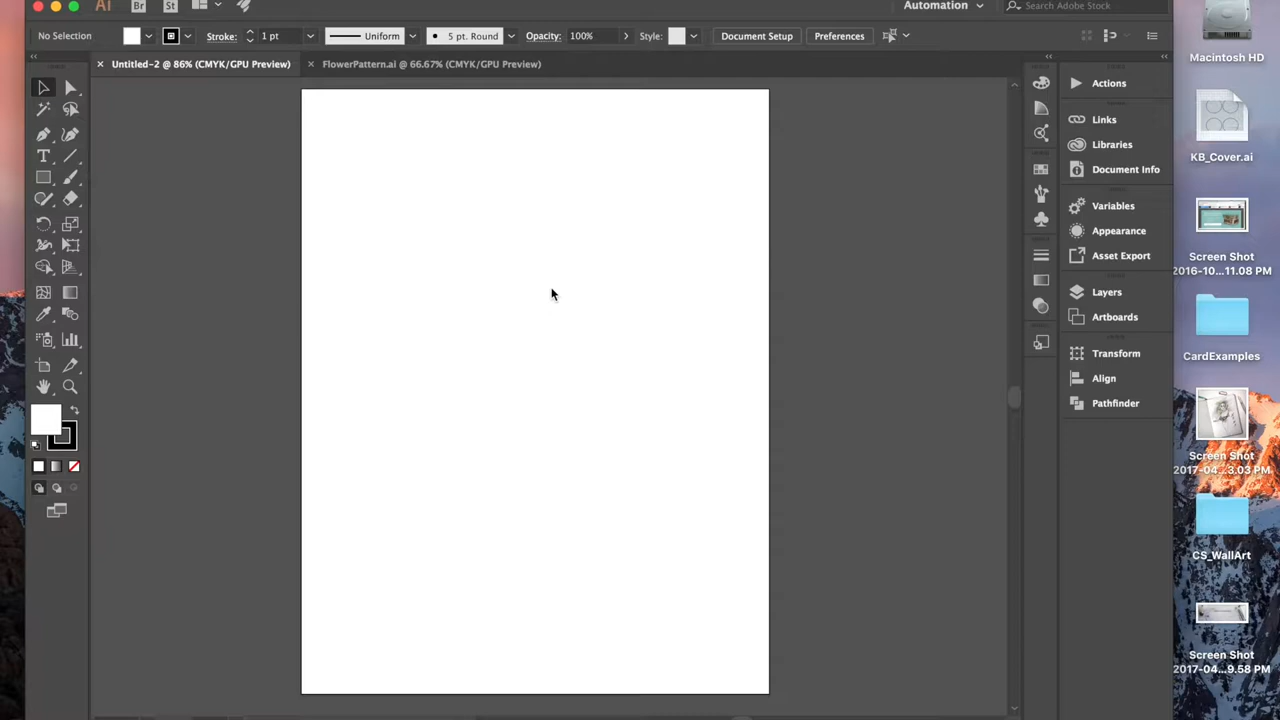 Ai Br St Automation Search Adobe Stock
No Selection Stroke: 1 pt Uniform 5 pt. Round Opacity: 100% Style: Document Setup Preferences
× Untitled-2 @ 86% (CMYK/GPU Preview) × FlowerPattern.ai @ 66.67% (CMYK/GPU Preview)
T
Actions
Links
Libraries
Document Info
Variables
Appearance
Asset Export
Layers
Artboards
Transform
Align
Pathfinder
Macintosh HD
KB_Cover.ai
Screen Shot
2016-10...11.08 PM
CardExamples
Screen Shot
2017-04...3.03 PM
CS_WallArt
Screen Shot
2017-04...9.58 PM